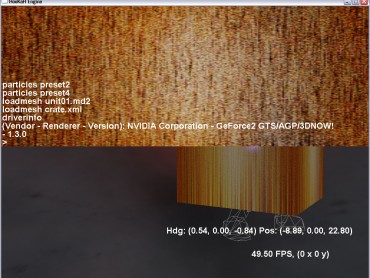 HooKah Engine
particles preset2
particles preset4
loadmesh unit01.md2
loadmesh crate.xml
driverinfo
(Vendor - Renderer - Version): NVIDIA Corporation - GeForce2 GTS/AGP/3DNOW!
- 1.3.0
>
Hdg: (0.54, 0.00, -0.84) Pos: (-8.89, 0.00, 22.80)
49.50 FPS, (0 x 0 y)